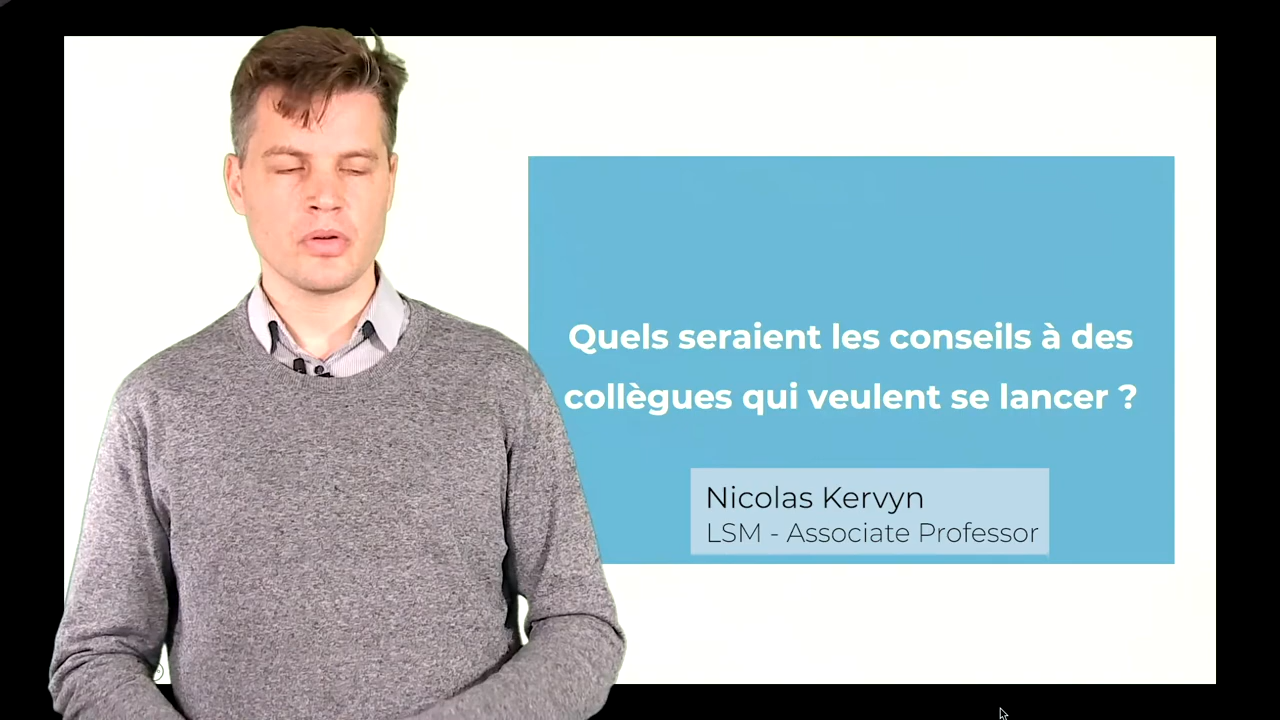 Quels seraient les conseils à des
collègues qui veulent se lancer ?
Nicolas Kervyn
LSM - Associate Professor